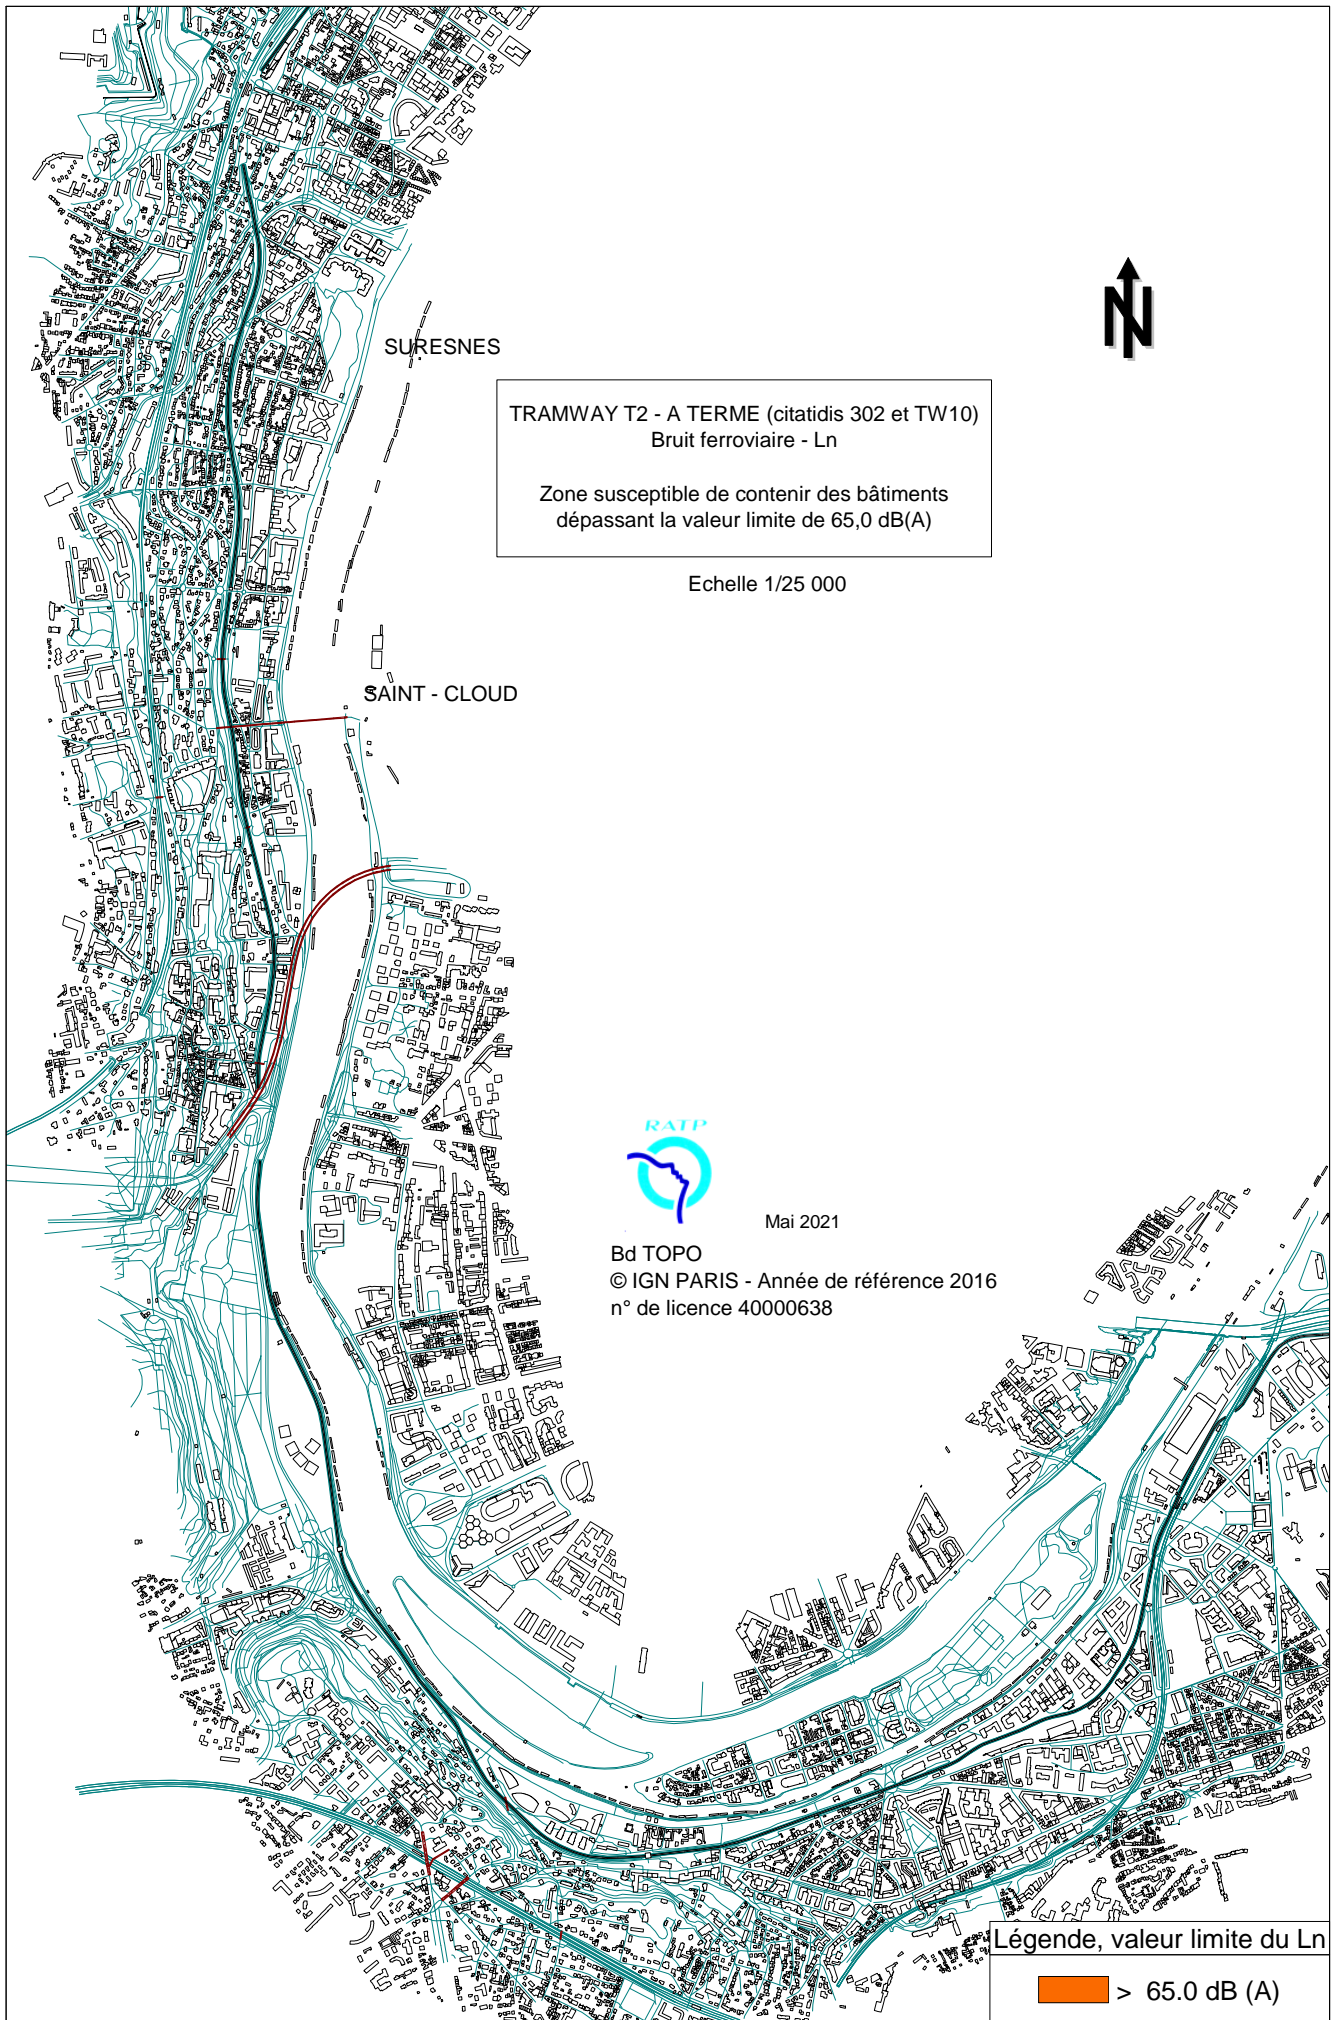 SURESNES
N
TRAMWAY T2 - A TERME (citatidis 302 et TW10)
Bruit ferroviaire - Ln
Zone susceptible de contenir des bâtiments
dépassant la valeur limite de 65,0 dB(A)
Echelle 1/25 000
SAINT - CLOUD
RATP
Mai 2021
Bd TOPO
© IGN PARIS - Année de référence 2016
n° de licence 40000638
Légende, valeur limite du Ln
> 65.0 dB (A)